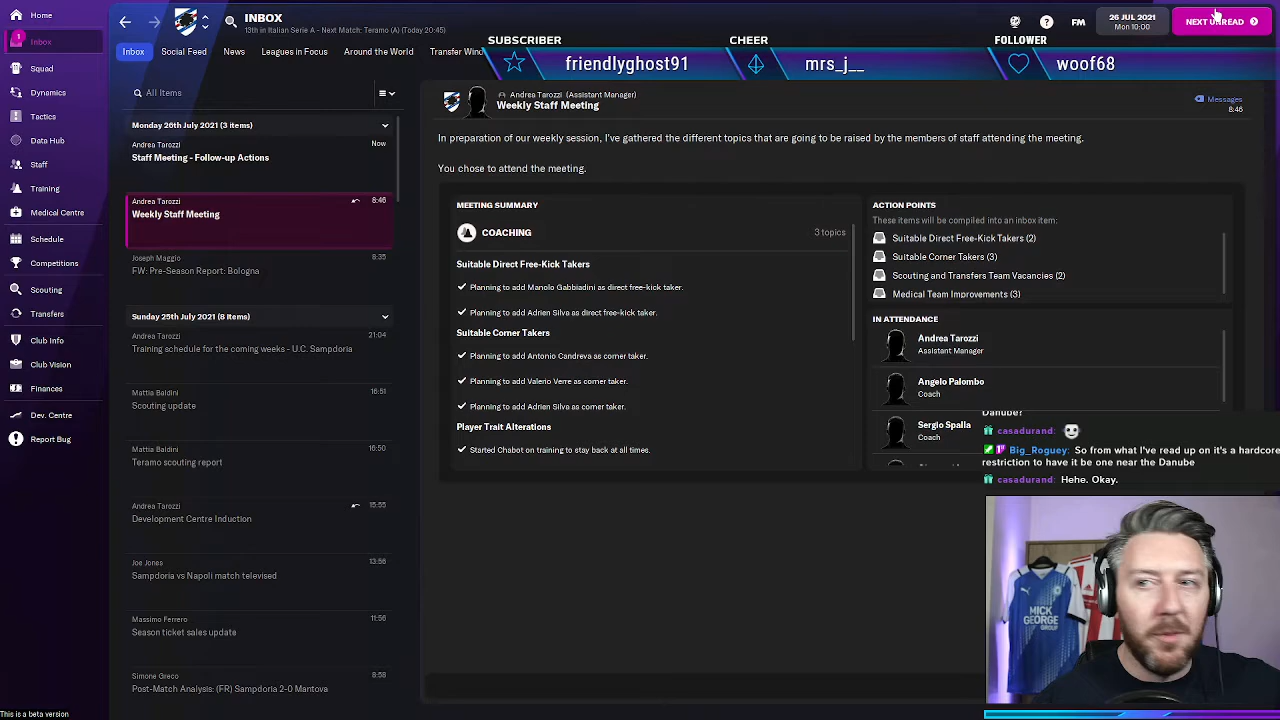 Home
Inbox
1
Squad
Dynamics
Tactics
Data Hub
Staff
Training
Medical Centre
Schedule
Competitions
Scouting
Transfers
Club Info
Club Vision
Finances
Dev. Centre
Report Bug
This is a beta version
INBOX
13th in Italian Serie A - Next Match: Teramo (A) (Today 20:45)
FM
26 JUL 2021
Mon 10:00
NEXT UNREAD
Inbox
Social Feed
News
Leagues in Focus
Around the World
Transfer Wind
SUBSCRIBER
friendlyghost91
CHEER
mrs_j__
FOLLOWER
woof68
All Items
Monday 26th July 2021 (3 items)
Andrea Tarozzi
Now
Staff Meeting - Follow-up Actions
Andrea Tarozzi
8:46
Weekly Staff Meeting
Joseph Maggio
8:35
FW: Pre-Season Report: Bologna
Sunday 25th July 2021 (8 Items)
Andrea Tarozzi
21:04
Training schedule for the coming weeks - U.C. Sampdoria
Mattia Baldini
16:51
Scouting update
Mattia Baldini
16:50
Teramo scouting report
Andrea Tarozzi
15:55
Development Centre Induction
Joe Jones
13:56
Sampdoria vs Napoli match televised
Massimo Ferrero
11:56
Season ticket sales update
Simone Greco
8:58
Post-Match Analysis: (FR) Sampdoria 2-0 Mantova
Andrea Tarozzi (Assistant Manager)
Weekly Staff Meeting
Messages
8:46
In preparation of our weekly session, I've gathered the different topics that are going to be raised by the members of staff attending the meeting.
You chose to attend the meeting.
MEETING SUMMARY
COACHING
3 topics
Suitable Direct Free-Kick Takers
Planning to add Manolo Gabbiadini as direct free-kick taker.
Planning to add Adrien Silva as direct free-kick taker.
Suitable Corner Takers
Planning to add Antonio Candreva as corner taker.
Planning to add Valerio Verre as corner taker.
Planning to add Adrien Silva as corner taker.
Player Trait Alterations
Started Chabot on training to stay back at all times.
ACTION POINTS
These items will be compiled into an inbox item:
Suitable Direct Free-Kick Takers (2)
Suitable Corner Takers (3)
Scouting and Transfers Team Vacancies (2)
Medical Team Improvements (3)
IN ATTENDANCE
Andrea Tarozzi
Assistant Manager
Angelo Palombo
Coach
Sergio Spalla
Coach
Danube?
casadurand:
Big_Roguey: So from what I've read up on it's a hardcore
restriction to have it be one near the Danube
casadurand: Hehe. Okay.
MICK
GEORGE
GROUP